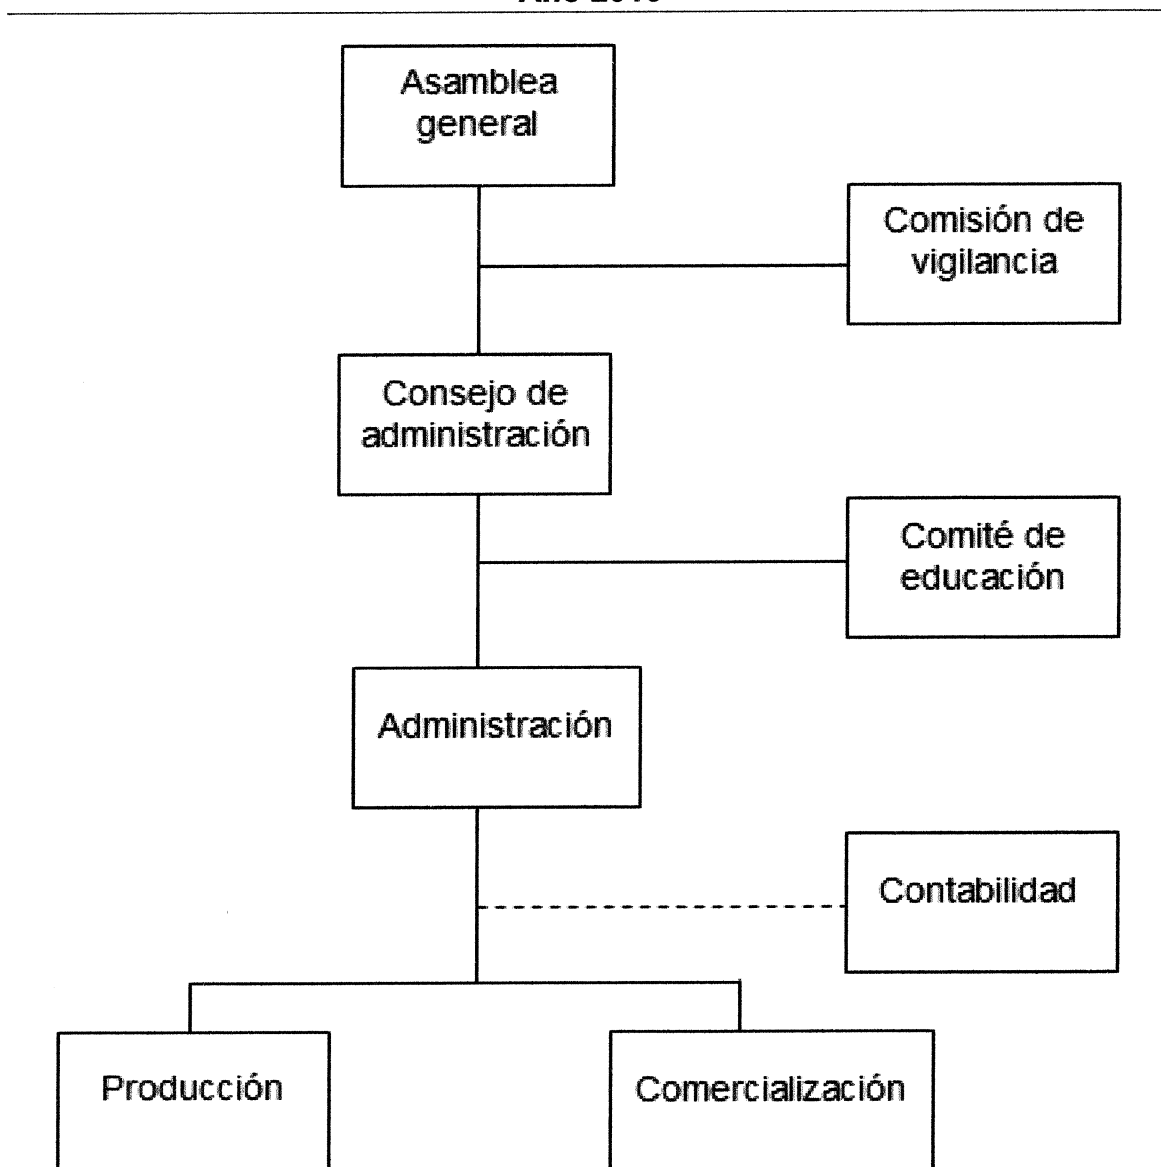 Asamblea
general
Comisión de
vigilancia
Consejo de
administración
Comité de
educación
Administración
Contabilidad
Producción
Comercialización